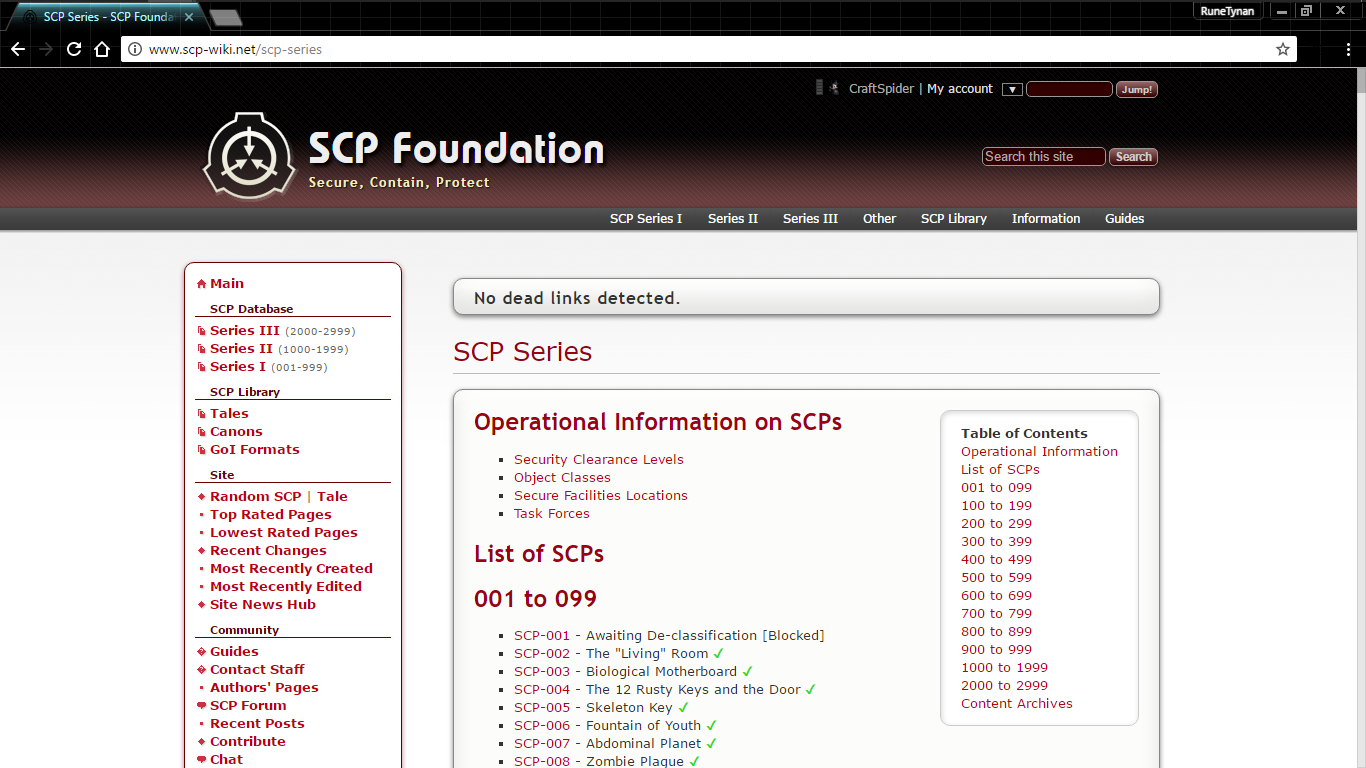 SCP Series - SCP Founda
RuneTynan
www.scp-wiki.net/scp-series
CraftSpider | My account ▼ Jump!
SCP Foundation
Secure, Contain, Protect
Search this site Search
SCP Series I Series II Series III Other SCP Library Information Guides
Main
SCP Database
Series III (2000-2999)
Series II (1000-1999)
Series I (001-999)
SCP Library
Tales
Canons
GoI Formats
Site
Random SCP | Tale
Top Rated Pages
Lowest Rated Pages
Recent Changes
Most Recently Created
Most Recently Edited
Site News Hub
Community
Guides
Contact Staff
Authors' Pages
SCP Forum
Recent Posts
Contribute
Chat
No dead links detected.
SCP Series
Operational Information on SCPs
Security Clearance Levels
Object Classes
Secure Facilities Locations
Task Forces
List of SCPs
001 to 099
SCP-001 - Awaiting De-classification [Blocked]
SCP-002 - The "Living" Room ✓
SCP-003 - Biological Motherboard ✓
SCP-004 - The 12 Rusty Keys and the Door ✓
SCP-005 - Skeleton Key ✓
SCP-006 - Fountain of Youth ✓
SCP-007 - Abdominal Planet ✓
SCP-008 - Zombie Plague ✓
Table of Contents
Operational Information
List of SCPs
001 to 099
100 to 199
200 to 299
300 to 399
400 to 499
500 to 599
600 to 699
700 to 799
800 to 899
900 to 999
1000 to 1999
2000 to 2999
Content Archives